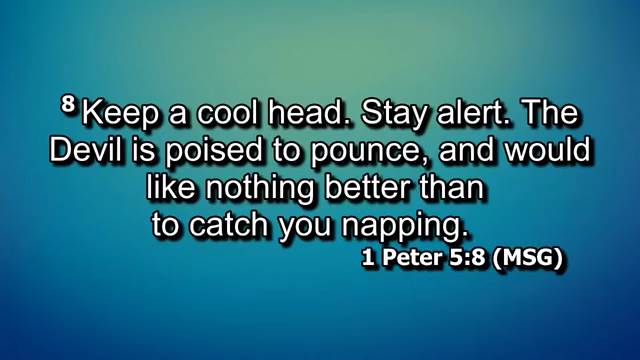 8 Keep a cool head. Stay alert. The
Devil is poised to pounce, and would
like nothing better than
to catch you napping.
1 Peter 5:8 (MSG)